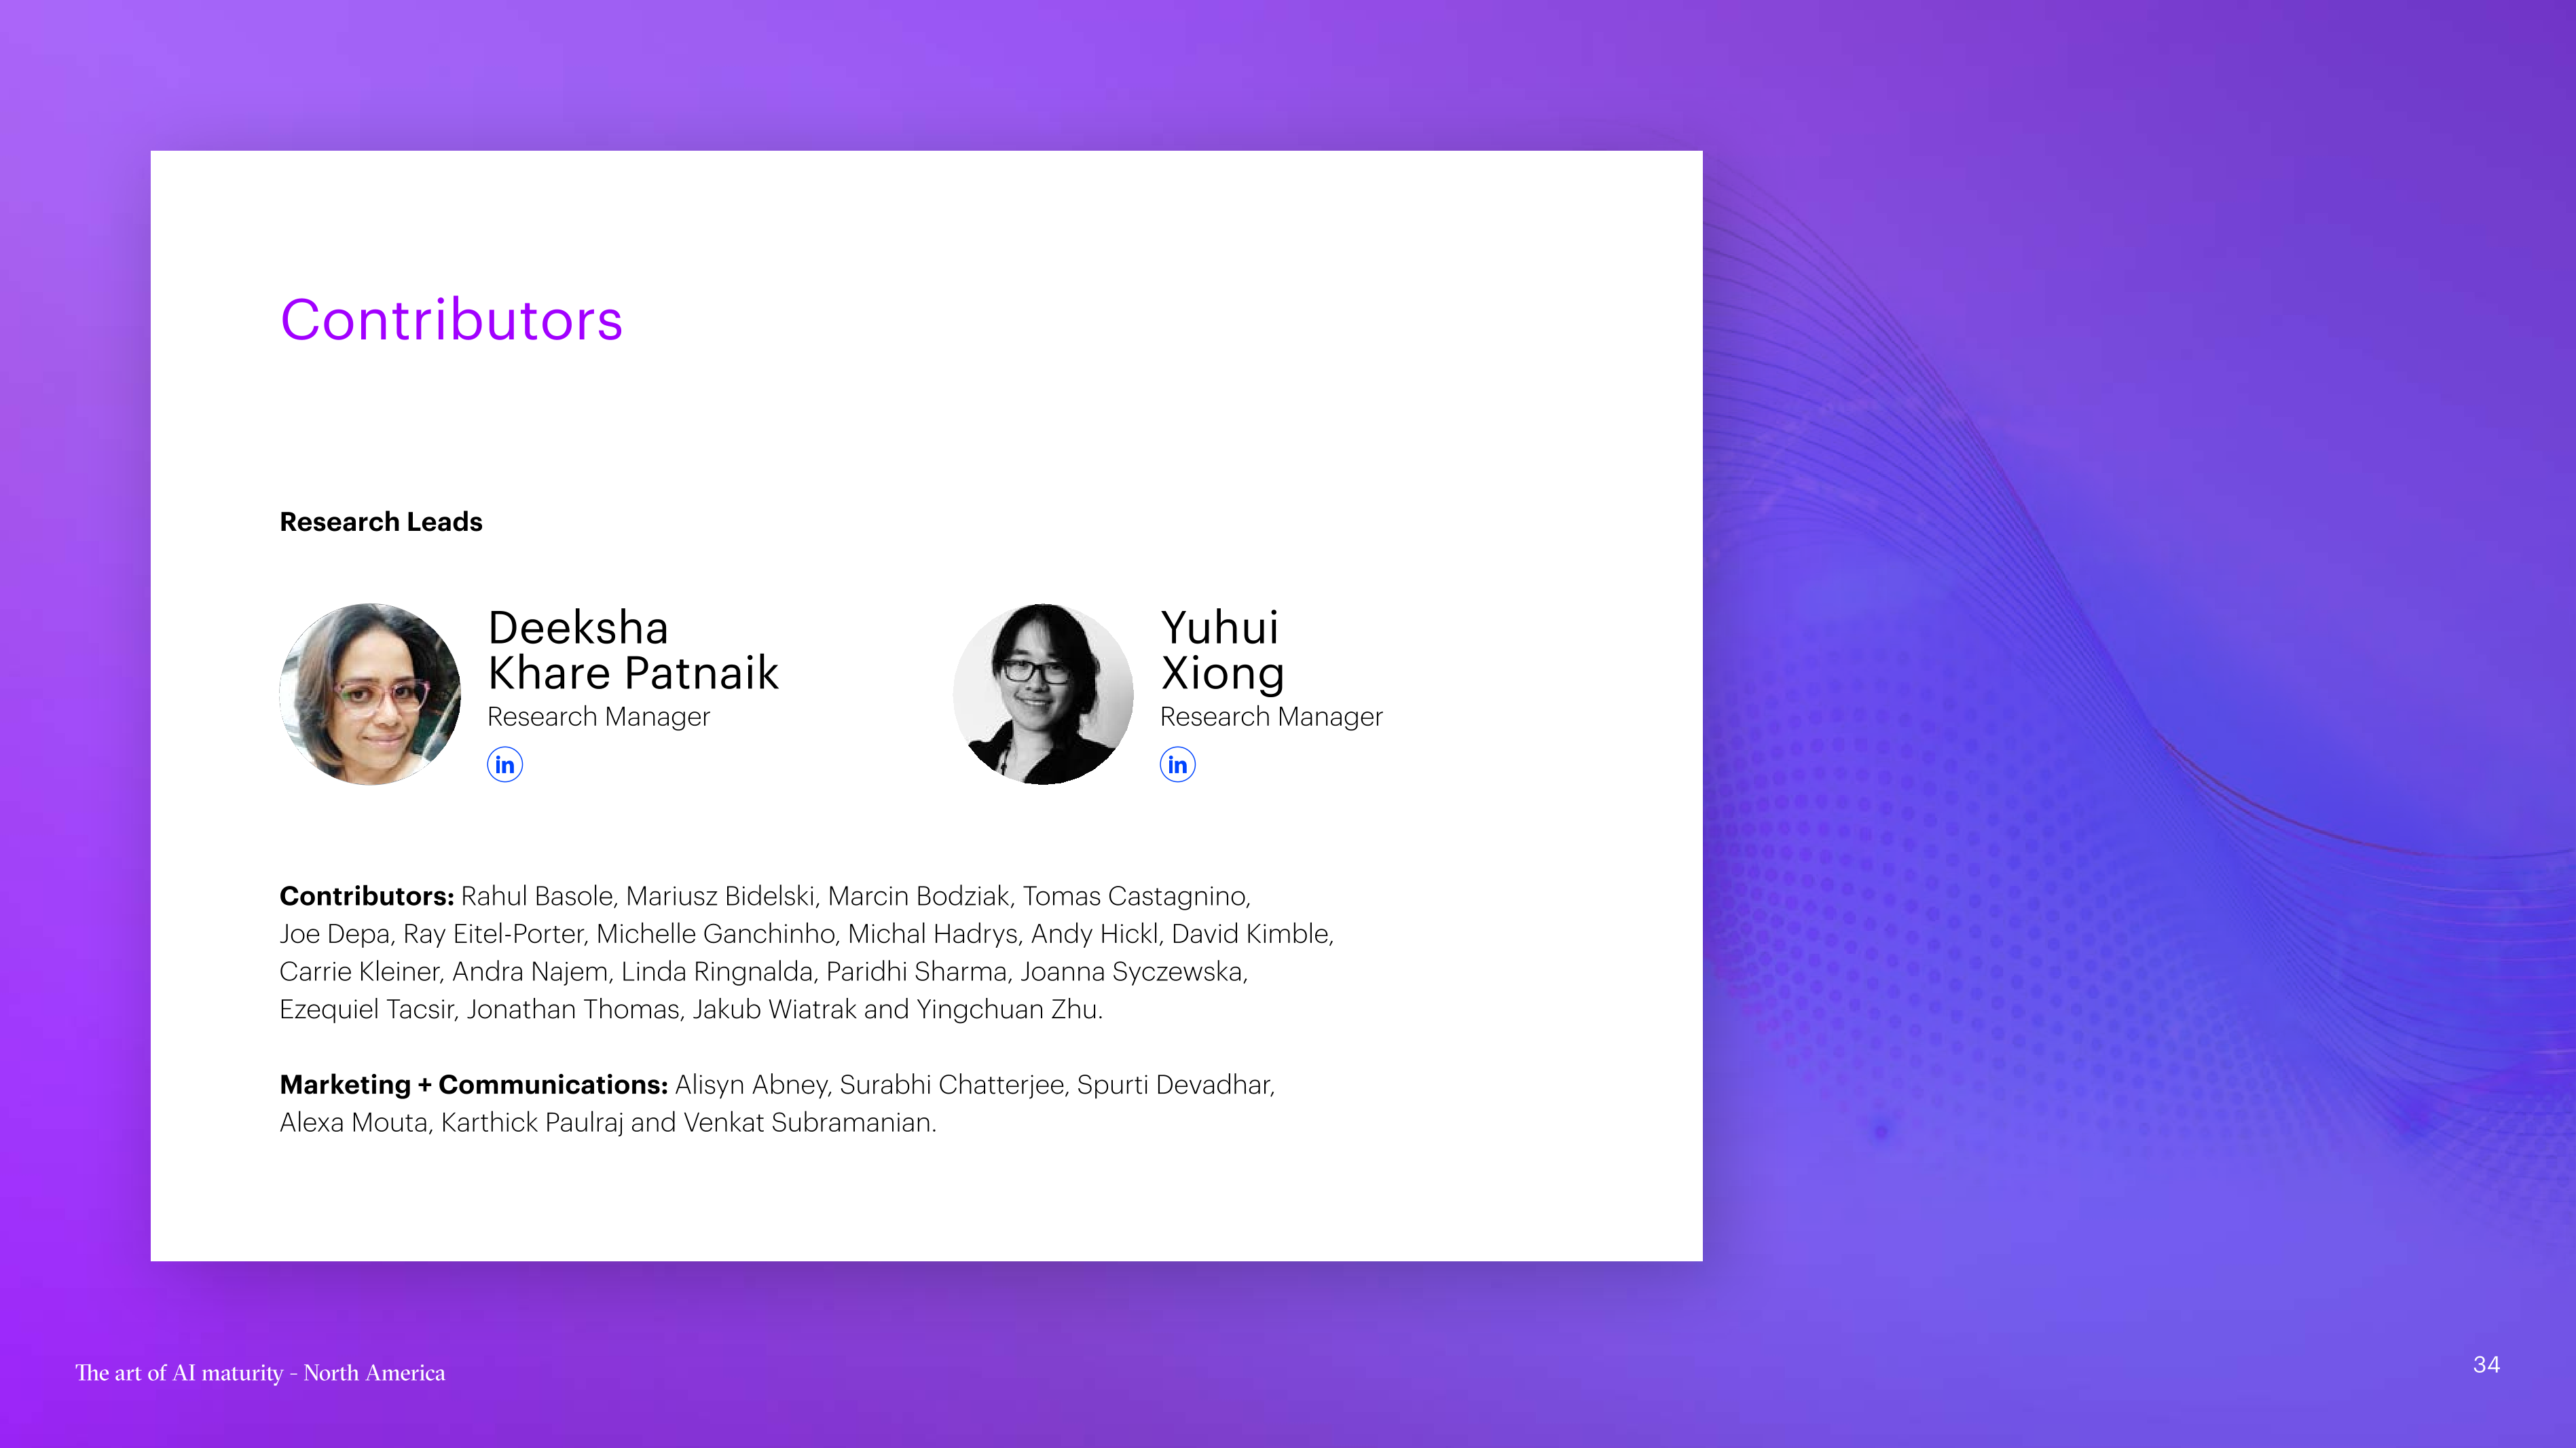 Contributors
Research Leads
Deeksha
Khare Patnaik
Research Manager
in
Yuhui
Xiong
Research Manager
in
Contributors: Rahul Basole, Mariusz Bidelski, Marcin Bodziak, Tomas Castagnino,
Joe Depa, Ray Eitel-Porter, Michelle Ganchinho, Michal Hadrys, Andy Hickl, David Kimble,
Carrie Kleiner, Andra Najem, Linda Ringnalda, Paridhi Sharma, Joanna Syczewska,
Ezequiel Tacsir, Jonathan Thomas, Jakub Wiatrak and Yingchuan Zhu.
Marketing + Communications: Alisyn Abney, Surabhi Chatterjee, Spurti Devadhar,
Alexa Mouta, Karthick Paulraj and Venkat Subramanian.
The art of AI maturity - North America
34